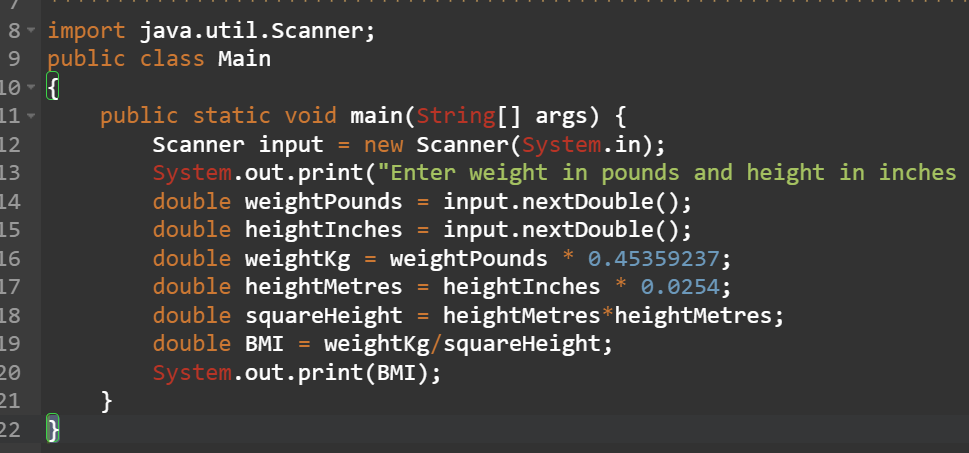 7
8 import java.util.Scanner;
9 public class Main
10 {
11 public static void main(String[] args) {
12 Scanner input = new Scanner(System.in);
13 System.out.print("Enter weight in pounds and height in inches
14 double weightPounds = input.nextDouble();
15 double heightInches = input.nextDouble();
16 double weightKg = weightPounds * 0.45359237;
17 double heightMetres = heightInches * 0.0254;
18 double squareHeight = heightMetres*heightMetres;
19 double BMI = weightKg/squareHeight;
20 System.out.print(BMI);
21 }
22 }